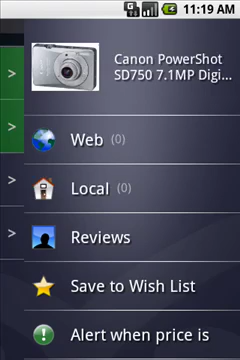 11:19 AM
Canon PowerShot
SD750 7.1MP Digi...
Web (0)
Local (0)
Reviews
Save to Wish List
Alert when price is